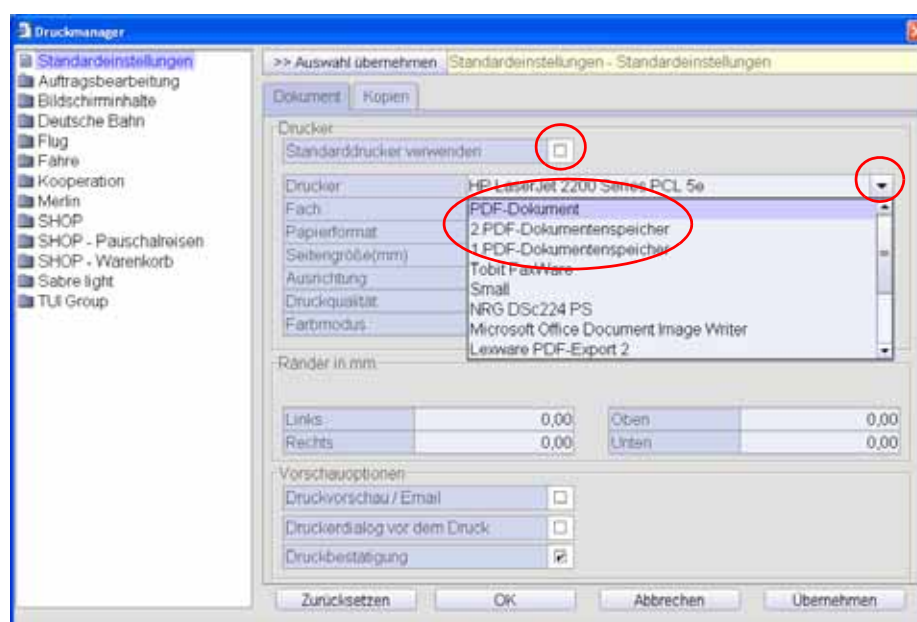 Druckmanager
Standardeinstellungen
Auftragsbearbeitung
Bildschirminhalte
Deutsche Bahn
Flug
Fähre
Kooperation
Merlin
SHOP
SHOP - Pauschalreisen
SHOP - Warenkorb
Sabre light
TUI Group
>> Auswahl übernehmen Standardeinstellungen - Standardeinstellungen
Dokument Kopien
Drucker
Standarddrucker verwenden
Drucker HP LaserJet 2200 Series PCL 5e
Fach PDF-Dokument
Papierformat 2.PDF-Dokumentenspeicher
Seitengröße(mm) 1.PDF-Dokumentenspeicher
Ausrichtung Tobit FaxWare
Small
Druckqualität NRG DSc224 PS
Farbmodus Microsoft Office Document Image Writer
Lexware PDF-Export 2
Ränder in mm
Links 0,00 Oben 0,00
Rechts 0,00 Unten 0,00
Vorschauoptionen
Druckvorschau / Email
Druckerdialog vor dem Druck
Druckbestätigung
Zurücksetzen OK Abbrechen Übernehmen